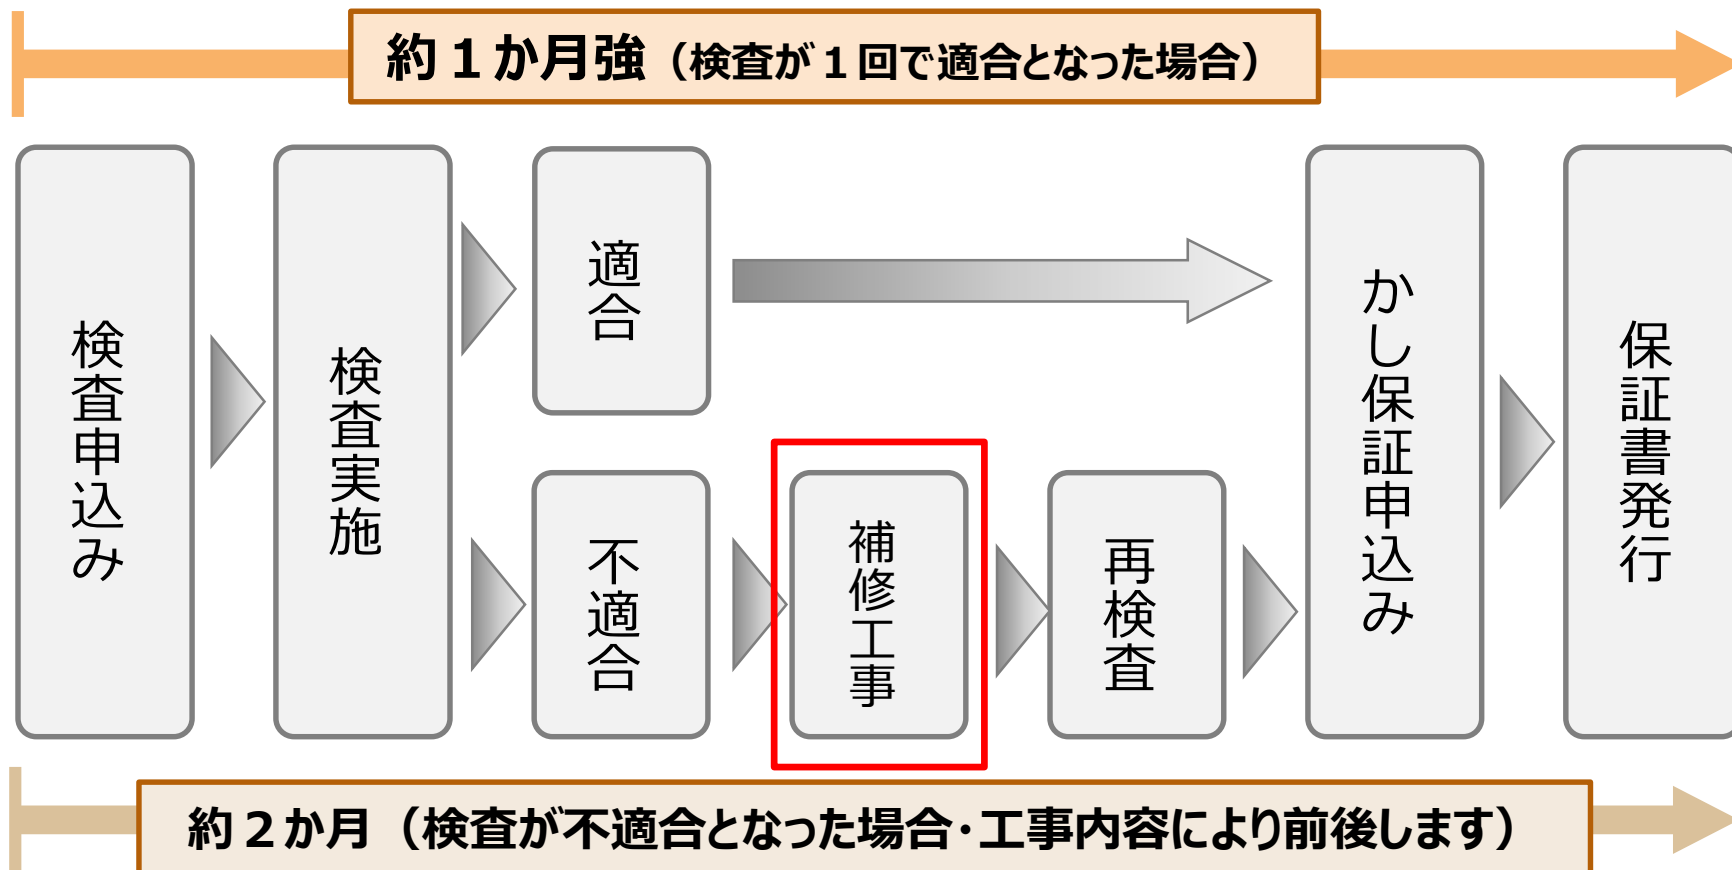 約1か月強（検査が1回で適合となった場合）
検査申込み
検査実施
適合
不適合
補修工事
再検査
かし保証申込み
保証書発行
約2か月（検査が不適合となった場合・工事内容により前後します）